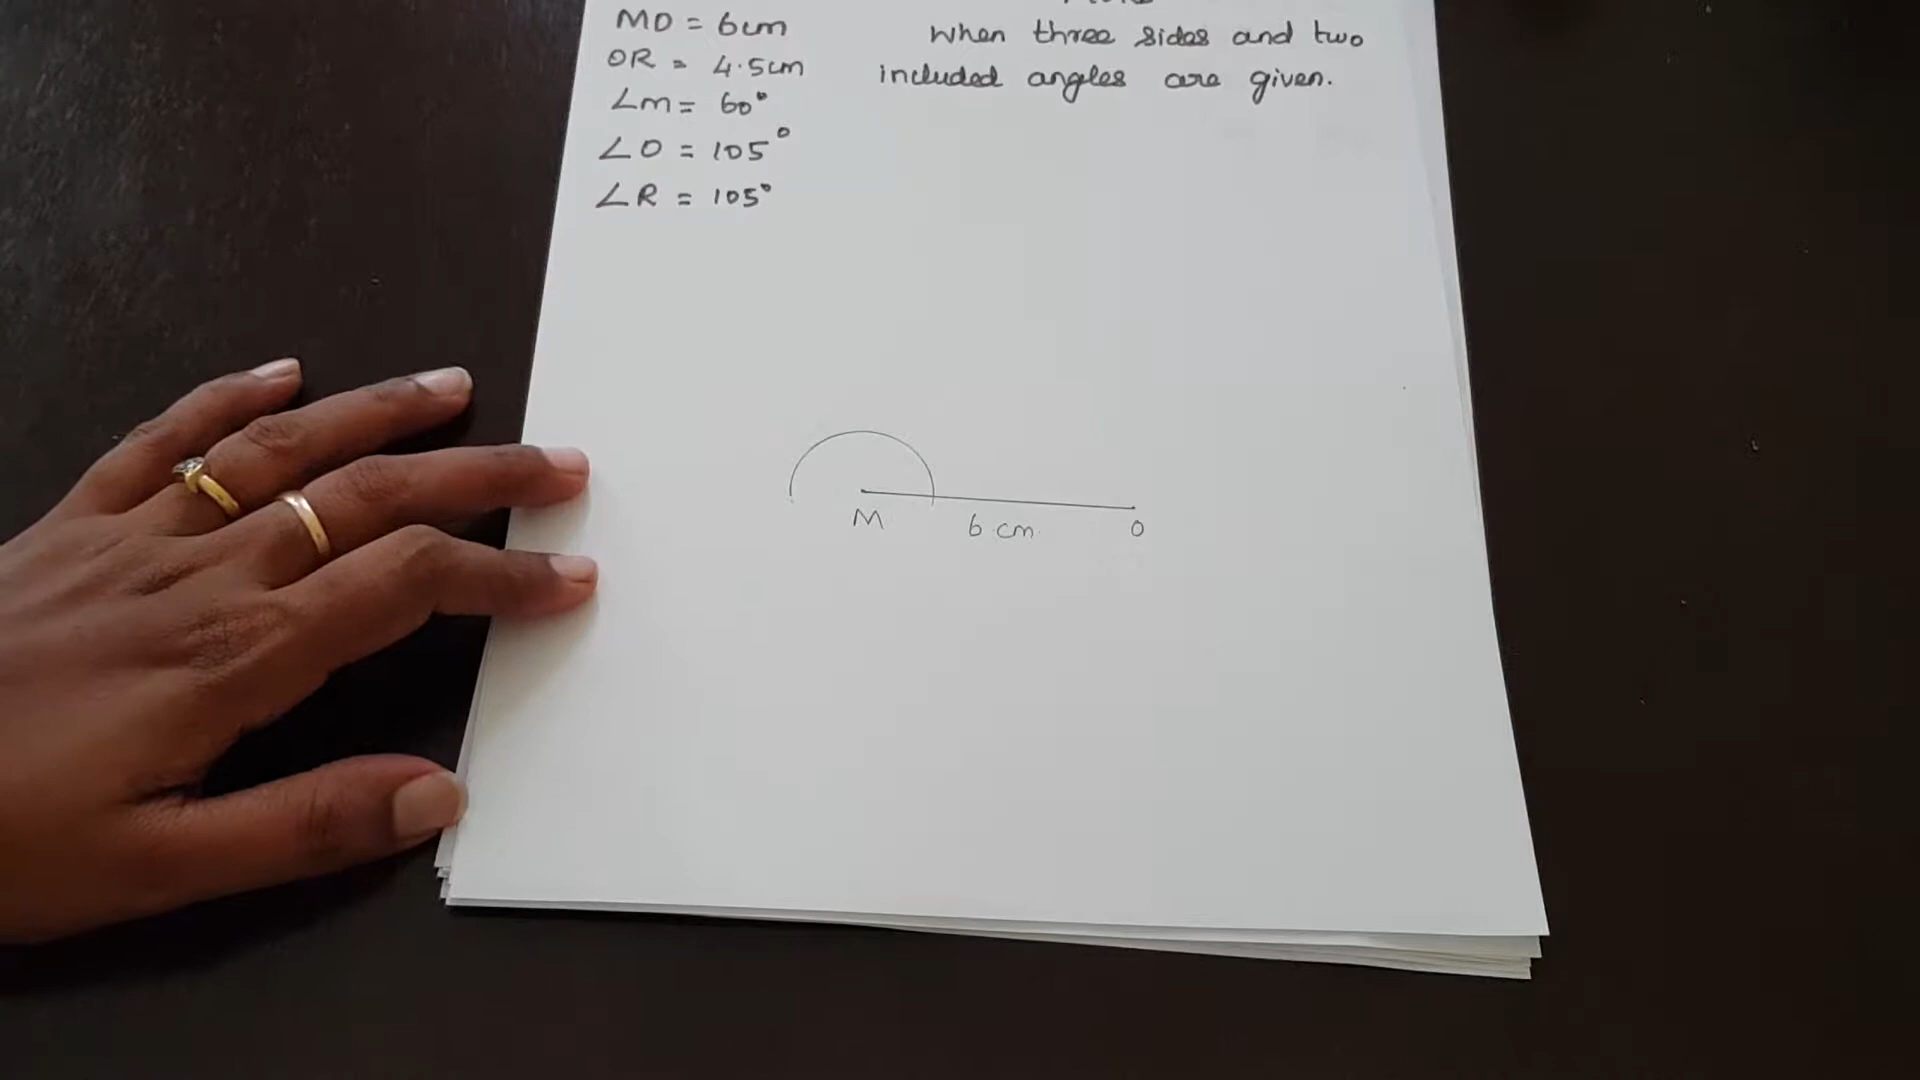 MO = 6cm
OR = 4.5cm
∠M = 60°
∠O = 105°
∠R = 105°
When three sides and two
included angles are given.
M 6 cm O